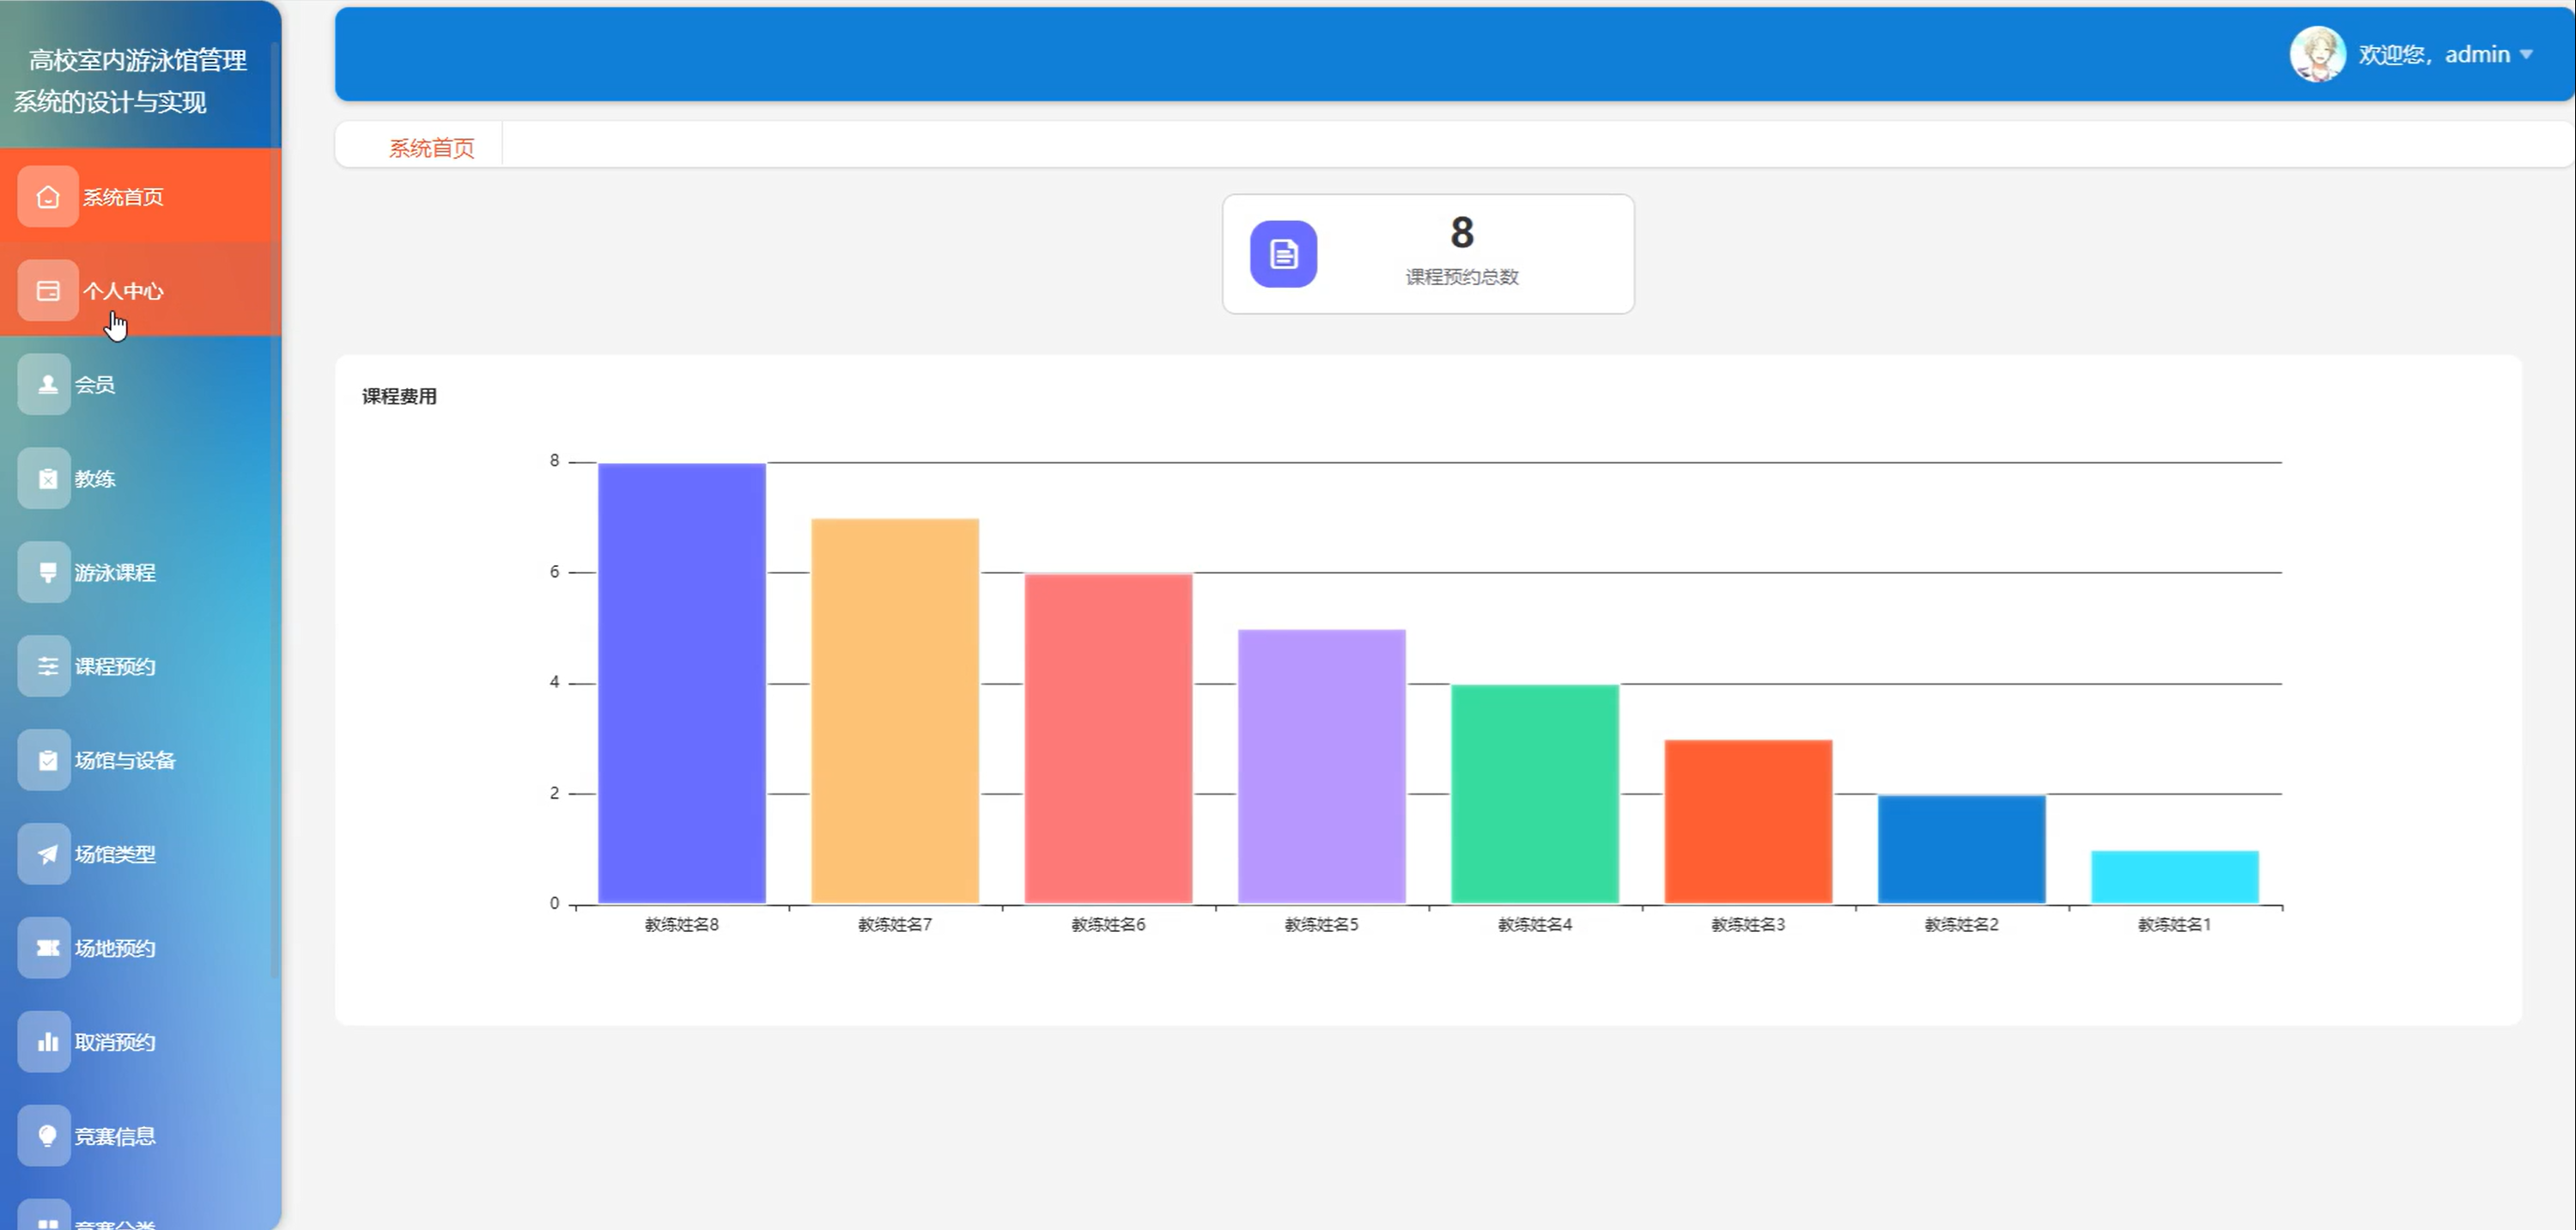 高校室内游泳馆管理
系统的设计与实现
系统首页
个人中心
会员
教练
游泳课程
课程预约
场馆与设备
场馆类型
场地预约
取消预约
竞赛信息
竞赛分类
欢迎您，admin
系统首页
8
课程预约总数
课程费用
8
6
4
2
0
教练姓名8
教练姓名7
教练姓名6
教练姓名5
教练姓名4
教练姓名3
教练姓名2
教练姓名1